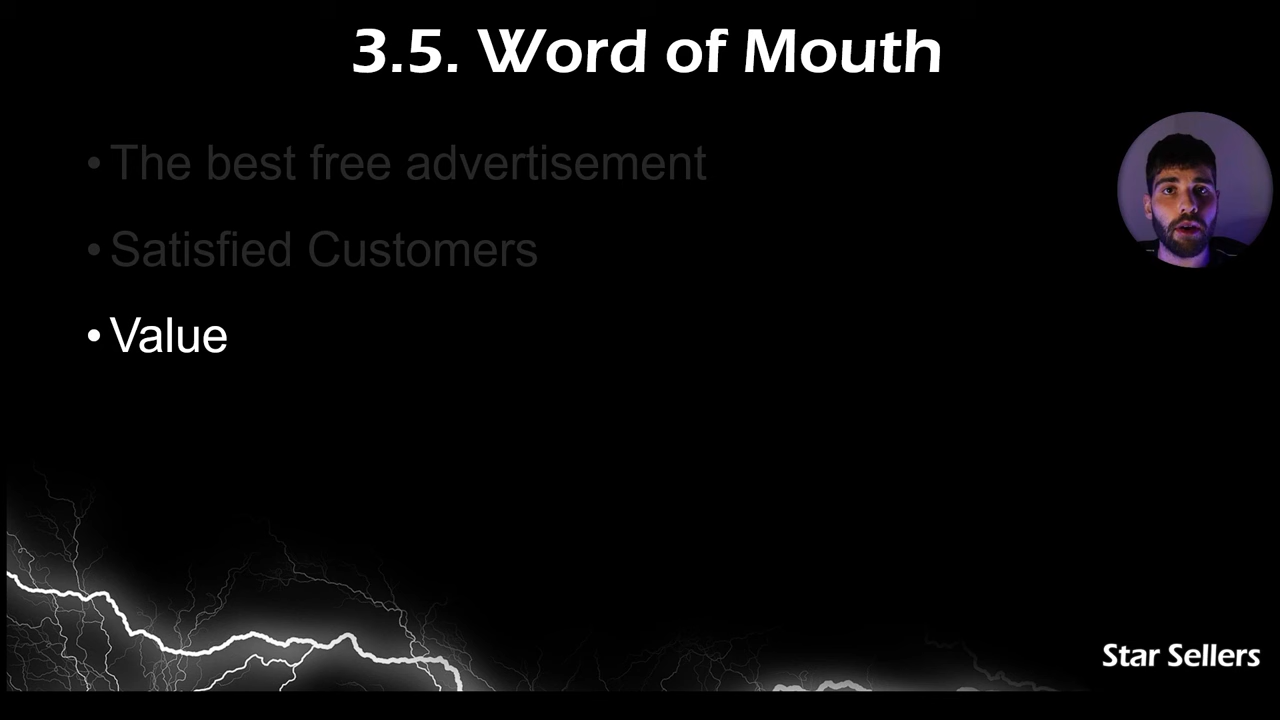 3.5. Word of Mouth
• The best free advertisement
• Satisfied Customers
• Value
Star Sellers